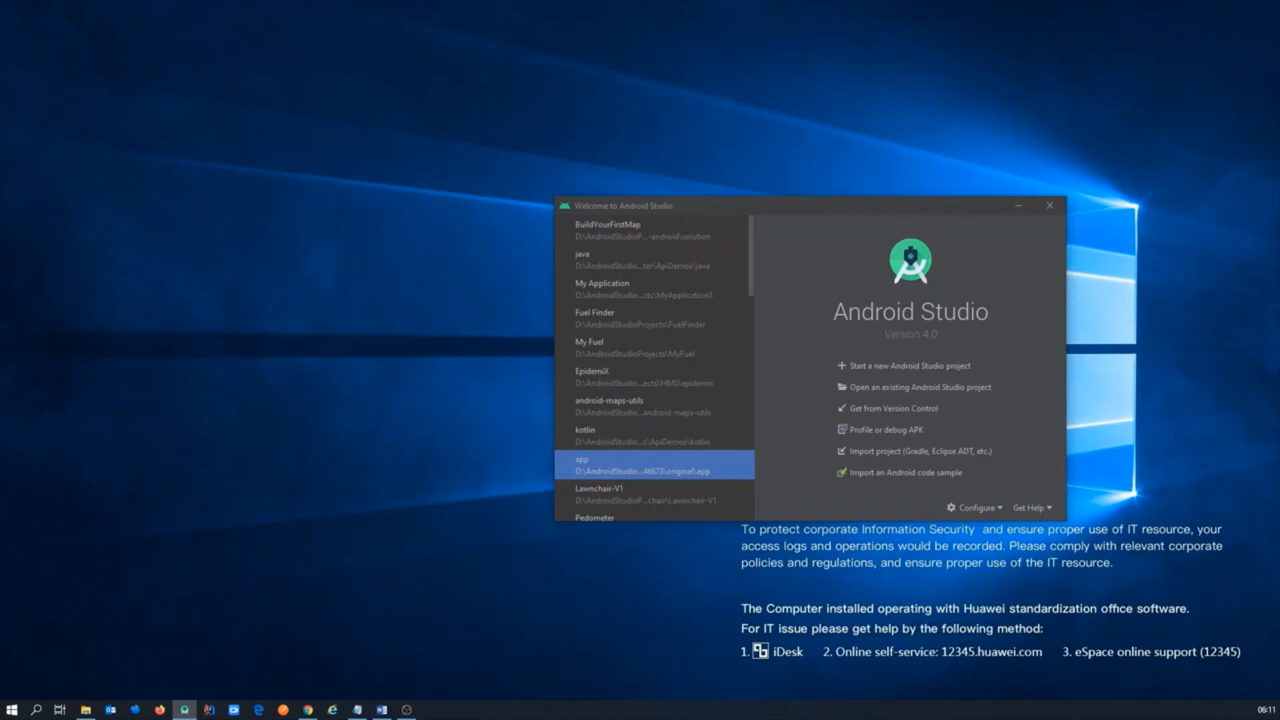 Welcome to Android Studio
BuildYourFirstMap
D:\AndroidStudioP...-android\solution
java
D:\AndroidStudio...ter\ApiDemos\java
My Application
D:\AndroidStudio...cts\MyApplication3
Fuel Finder
D:\AndroidStudioProjects\FuelFinder
My Fuel
D:\AndroidStudioProjects\MyFuel
EpidemiX
D:\AndroidStudio...ects\HMS\epidemix
android-maps-utils
D:\AndroidStudio...android-maps-utils
kotlin
D:\AndroidStudio...s\ApiDemos\kotlin
app
D:\AndroidStudio...46673\original\app
Lawnchair-V1
D:\AndroidStudioP...chair\Lawnchair-V1
Pedometer
Android Studio
Version 4.0
Start a new Android Studio project
Open an existing Android Studio project
Get from Version Control
Profile or debug APK
Import project (Gradle, Eclipse ADT, etc.)
Import an Android code sample
Configure
Get Help
To protect corporate Information Security and ensure proper use of IT resource, your
access logs and operations would be recorded. Please comply with relevant corporate
policies and regulations, and ensure proper use of the IT resource.
The Computer installed operating with Huawei standardization office software.
For IT issue please get help by the following method:
1. iDesk 2. Online self-service: 12345.huawei.com 3. eSpace online support (12345)
06:11